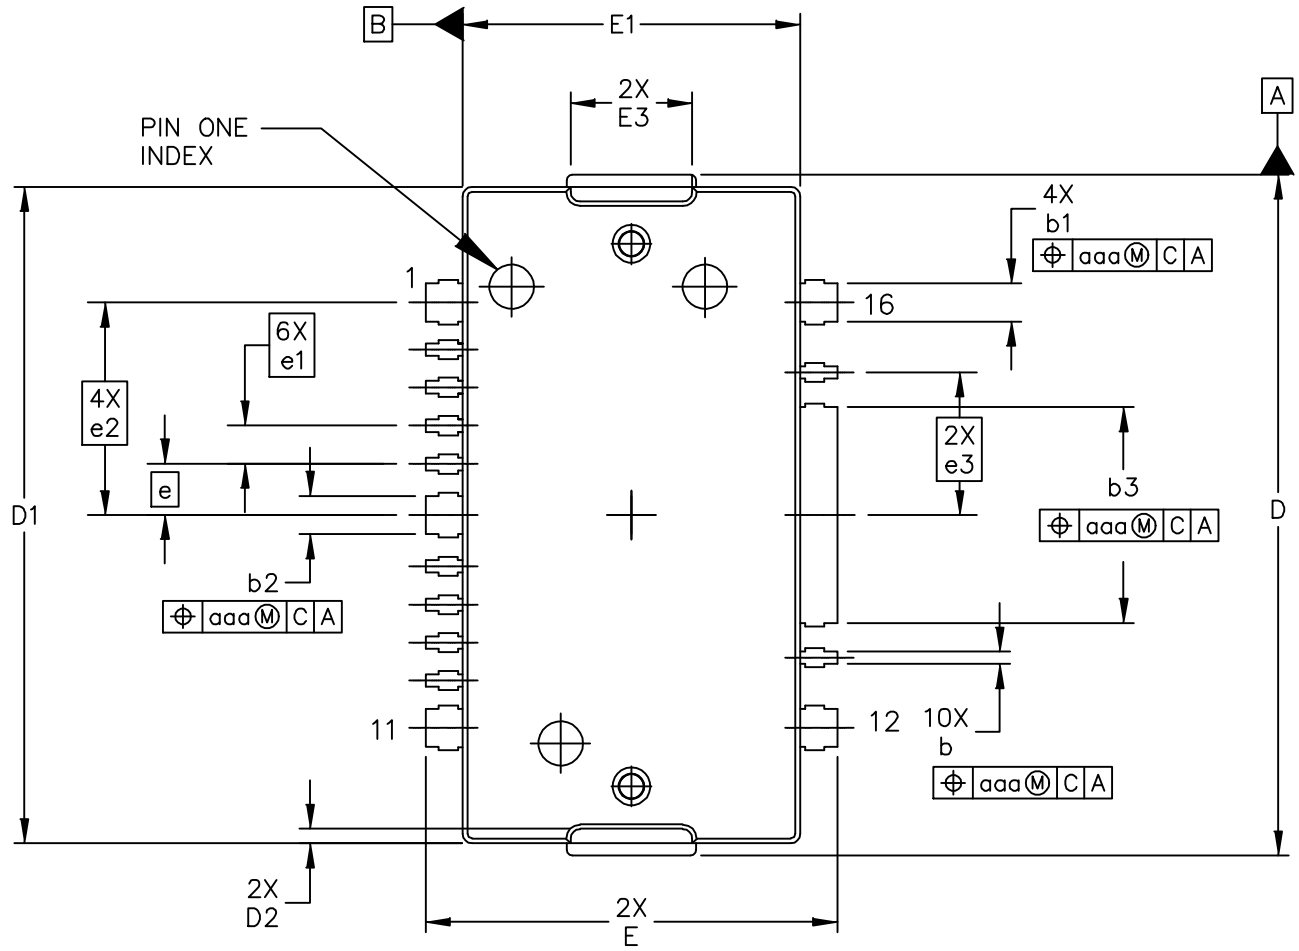 B
E1
2X
E3
A
PIN ONE
INDEX
4X
b1
⌖ aaa Ⓜ C A
1
16
6X
e1
4X
e2
2X
e3
e
b3
⌖ aaa Ⓜ C A
D1
D
b2
⌖ aaa Ⓜ C A
11
12
10X
b
⌖ aaa Ⓜ C A
2X
D2
2X
E